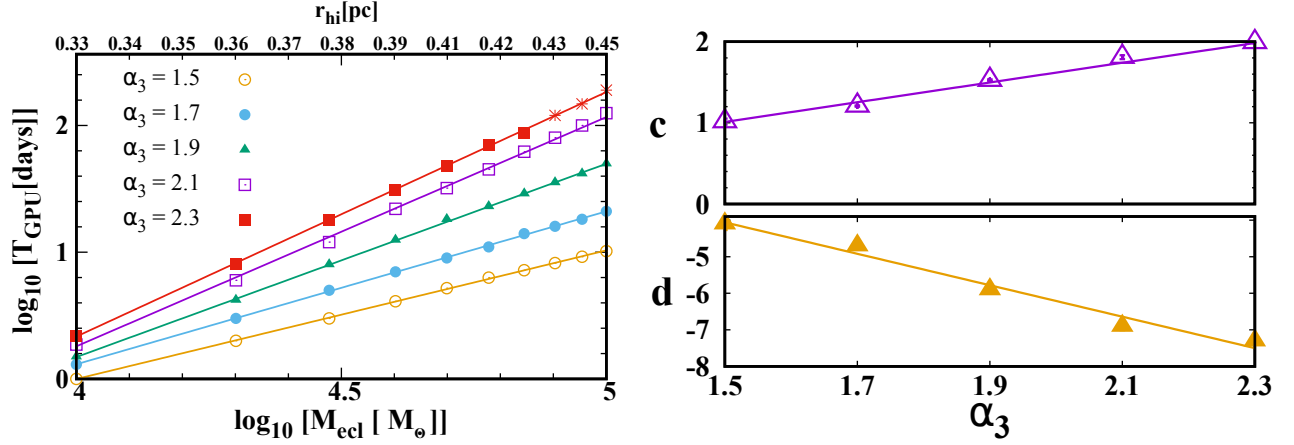 r_hi[pc]
0.33 0.34 0.35 0.36 0.37 0.38 0.39 0.41 0.42 0.43 0.45
α_3 = 1.5
α_3 = 1.7
α_3 = 1.9
α_3 = 2.1
α_3 = 2.3
log_10 [T_GPU[days]]
2
1
0
4 4.5 5
log_10 [M_ecl [ M_⊙]]
2
1
0
c
-5
-6
-7
-8
d
1.5 1.7 1.9 2.1 2.3
α_3